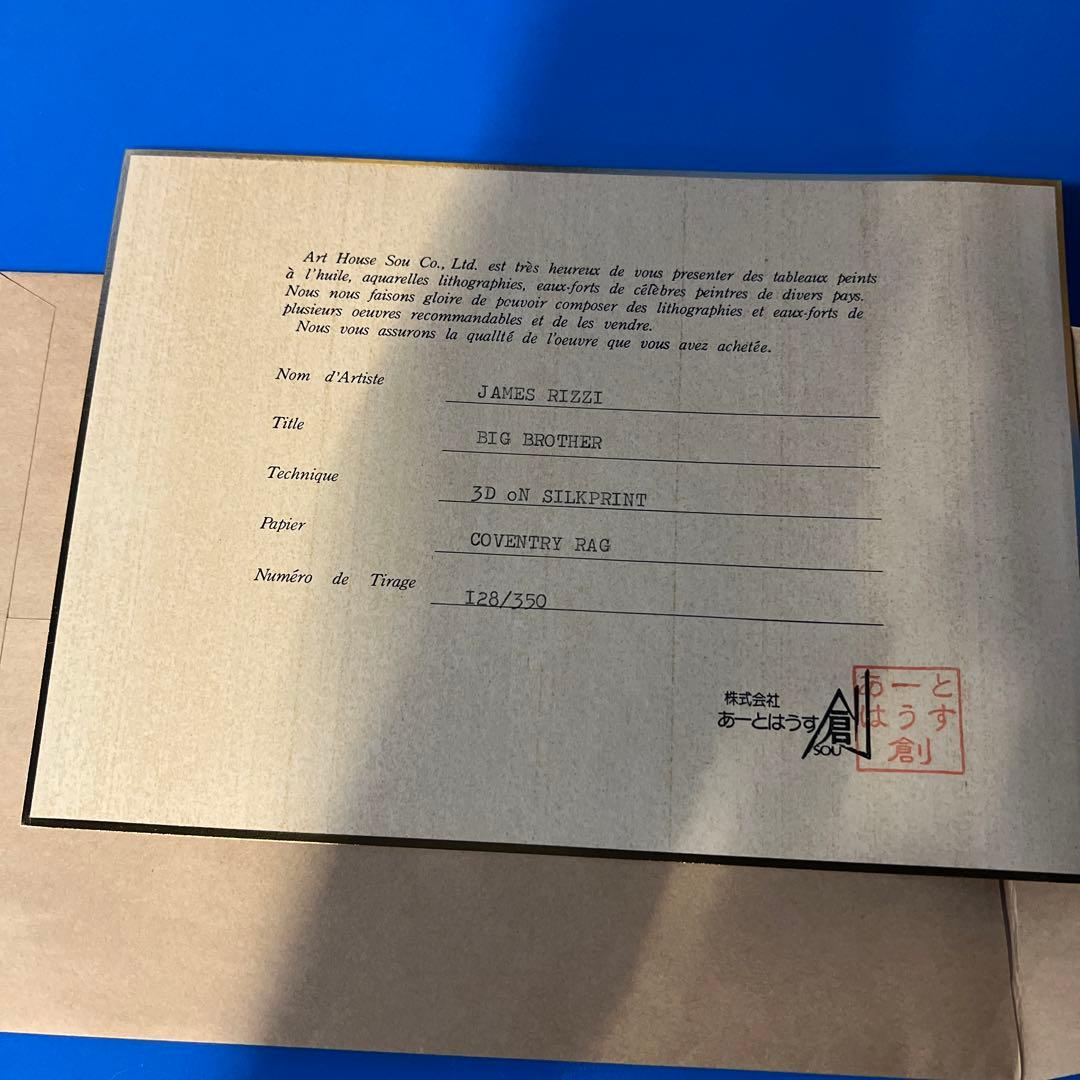 Art House Sou Co., Ltd. est très heureux de vous presenter des tableaux peints
à l'huile, aquarelles lithographies, eaux-forts de célèbres peintres de divers pays.
Nous nous faisons gloire de pcuvoir composer des lithographies et eaux-forts de
plusieurs oeuvres recommandables et de les vendre.
Nous vous assurons la quallté de l'oeuvre que vous avez achetée.
Nom d'Artiste JAMES RIZZI
Title BIG BROTHER
Technique 3D oN SILKPRINT
Papier COVENTRY RAG
Numéro de Tirage I28/350
株式会社
あーとはうす創
SOU
あーと
はうす
創